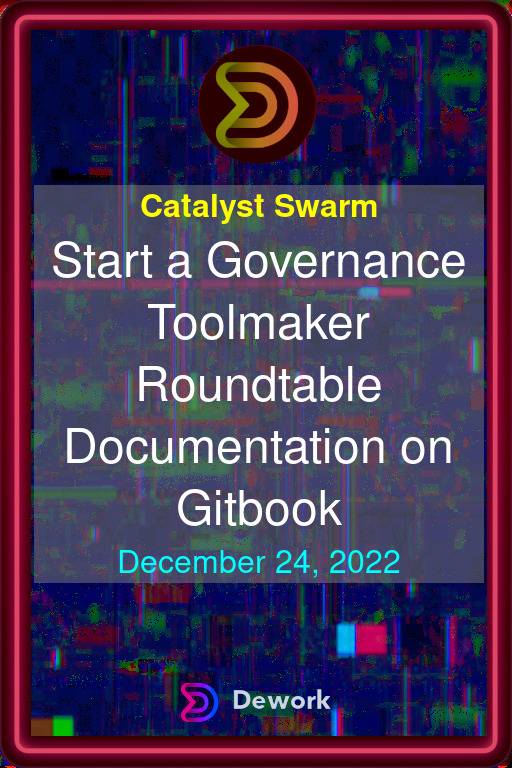 Catalyst Swarm
Start a Governance
Toolmaker
Roundtable
Documentation on
Gitbook
December 24, 2022
Dework